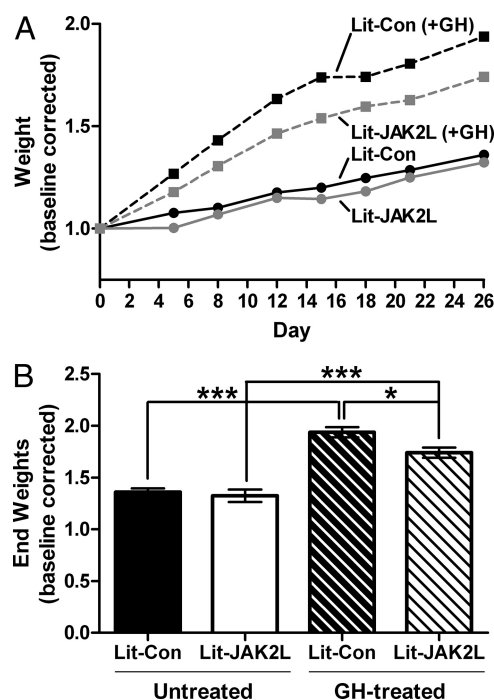 A
Weight
(baseline corrected)
2.0
1.5
1.0
Lit-Con (+GH)
Lit-JAK2L (+GH)
Lit-Con
Lit-JAK2L
0 2 4 6 8 10 12 14 16 18 20 22 24 26
Day
B
End Weights
(baseline corrected)
2.5
2.0
1.5
1.0
0.5
0.0
***
***
*
Lit-Con Lit-JAK2L Lit-Con Lit-JAK2L
Untreated GH-treated